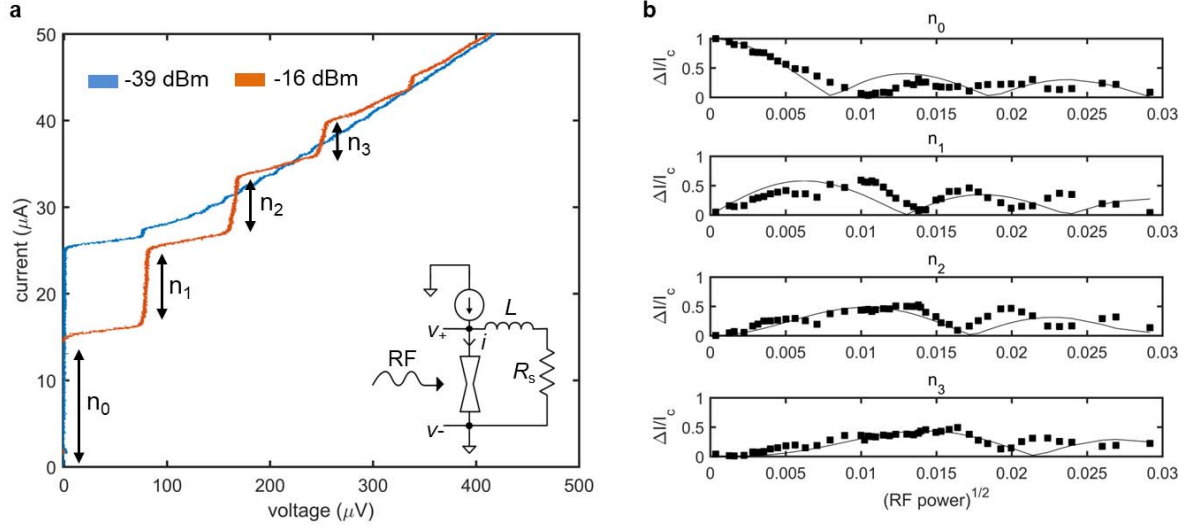 a
50
40
30
20
10
0
current (μA)
-39 dBm
-16 dBm
n0
n1
n2
n3
RF
v+
v-
i
L
Rs
0
100
200
300
400
500
voltage (μV)
b
n0
1
0.5
0
ΔI/Ic
0
0.005
0.01
0.015
0.02
0.025
0.03
n1
1
0.5
0
ΔI/Ic
0
0.005
0.01
0.015
0.02
0.025
0.03
n2
1
0.5
0
ΔI/Ic
0
0.005
0.01
0.015
0.02
0.025
0.03
n3
1
0.5
0
ΔI/Ic
0
0.005
0.01
0.015
0.02
0.025
0.03
(RF power)1/2